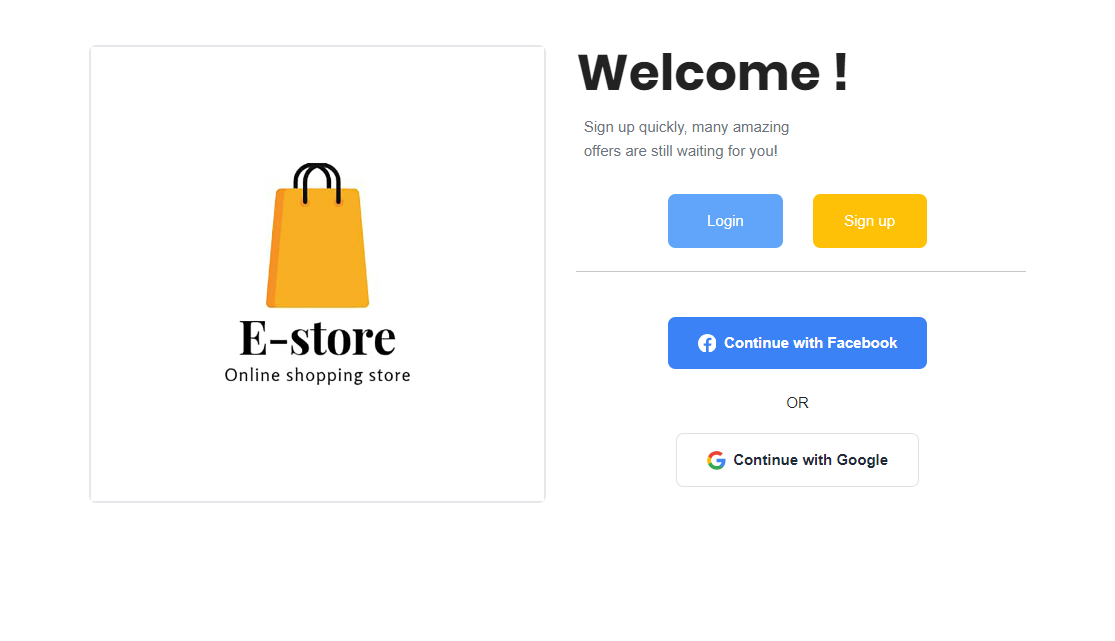 E-store
Online shopping store
Welcome !
Sign up quickly, many amazing
offers are still waiting for you!
Login
Sign up
Continue with Facebook
OR
Continue with Google